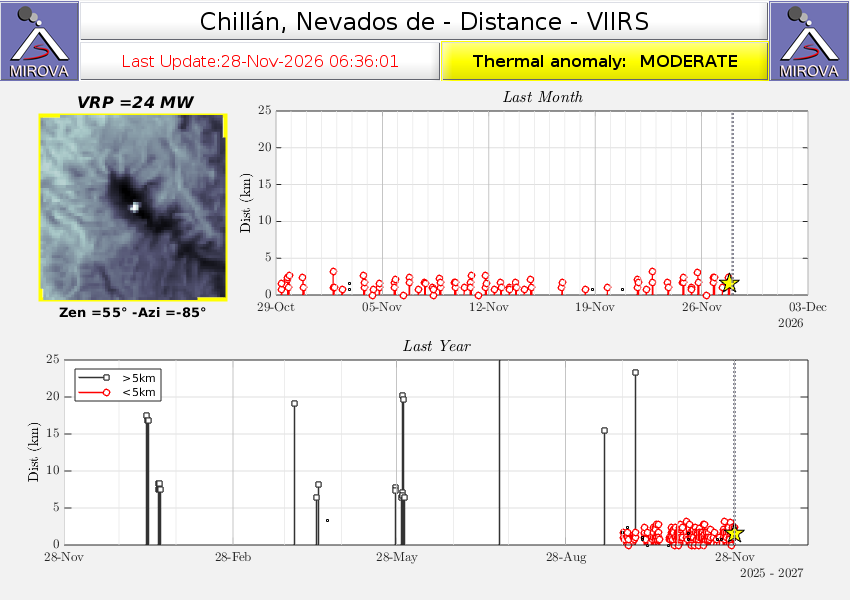 Chillán, Nevados de - Distance - VIIRS
MIROVA
Last Update:28-Nov-2026 06:36:01
Thermal anomaly: MODERATE
MIROVA
VRP =24 MW
Zen =55° -Azi =-85°
Last Month
Dist (km)
25
20
15
10
5
0
29-Oct 05-Nov 12-Nov 19-Nov 26-Nov 03-Dec
2026
Last Year
Dist (km)
25
20
15
10
5
0
>5km
<5km
28-Nov 28-Feb 28-May 28-Aug 28-Nov
2025 - 2027